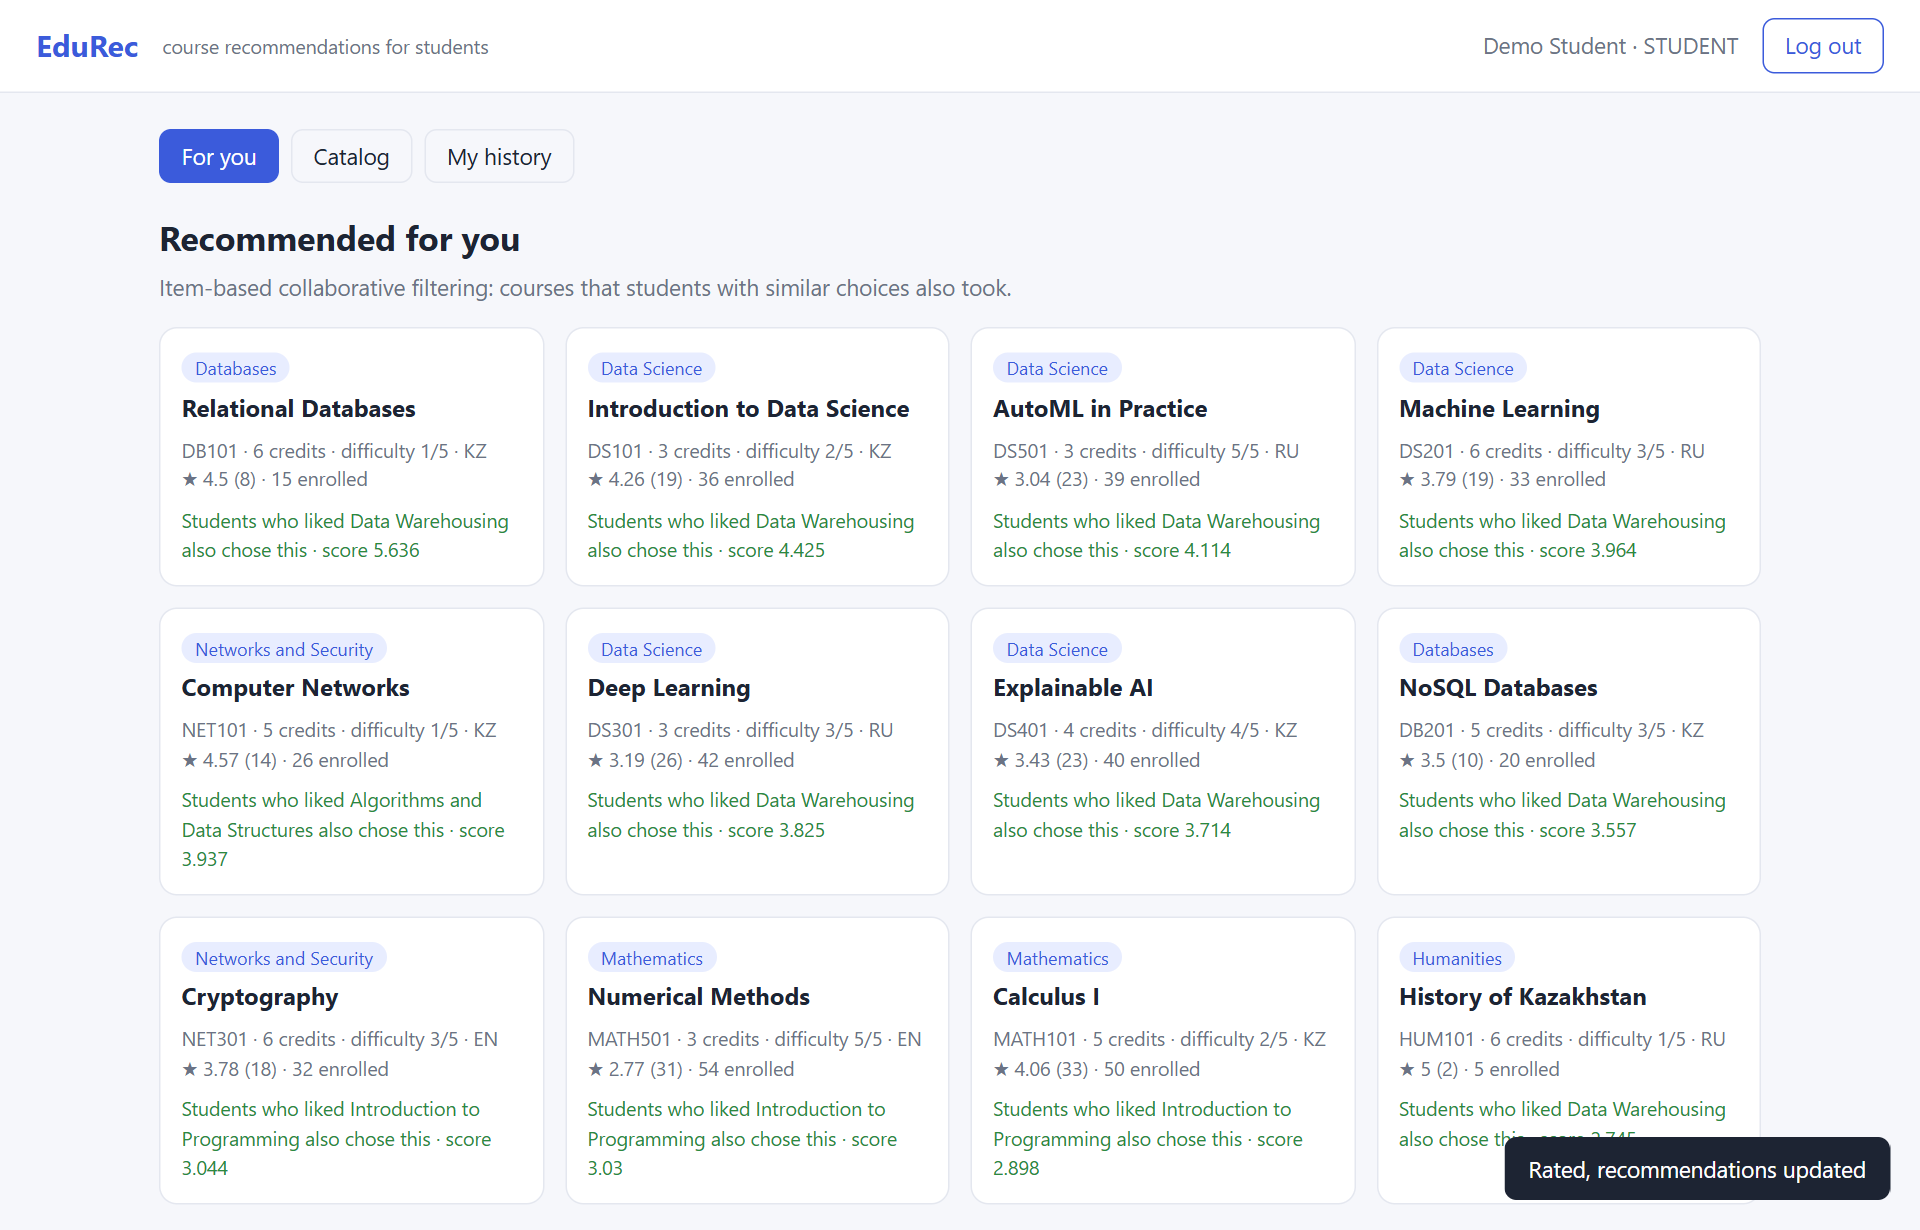 EduRec course recommendations for students
Demo Student · STUDENT
Log out
For you
Catalog
My history
Recommended for you
Item-based collaborative filtering: courses that students with similar choices also took.
Databases
Relational Databases
DB101 · 6 credits · difficulty 1/5 · KZ
★ 4.5 (8) · 15 enrolled
Students who liked Data Warehousing
also chose this · score 5.636
Data Science
Introduction to Data Science
DS101 · 3 credits · difficulty 2/5 · KZ
★ 4.26 (19) · 36 enrolled
Students who liked Data Warehousing
also chose this · score 4.425
Data Science
AutoML in Practice
DS501 · 3 credits · difficulty 5/5 · RU
★ 3.04 (23) · 39 enrolled
Students who liked Data Warehousing
also chose this · score 4.114
Data Science
Machine Learning
DS201 · 6 credits · difficulty 3/5 · RU
★ 3.79 (19) · 33 enrolled
Students who liked Data Warehousing
also chose this · score 3.964
Networks and Security
Computer Networks
NET101 · 5 credits · difficulty 1/5 · KZ
★ 4.57 (14) · 26 enrolled
Students who liked Algorithms and
Data Structures also chose this · score
3.937
Data Science
Deep Learning
DS301 · 3 credits · difficulty 3/5 · RU
★ 3.19 (26) · 42 enrolled
Students who liked Data Warehousing
also chose this · score 3.825
Data Science
Explainable AI
DS401 · 4 credits · difficulty 4/5 · KZ
★ 3.43 (23) · 40 enrolled
Students who liked Data Warehousing
also chose this · score 3.714
Databases
NoSQL Databases
DB201 · 5 credits · difficulty 3/5 · KZ
★ 3.5 (10) · 20 enrolled
Students who liked Data Warehousing
also chose this · score 3.557
Networks and Security
Cryptography
NET301 · 6 credits · difficulty 3/5 · EN
★ 3.78 (18) · 32 enrolled
Students who liked Introduction to
Programming also chose this · score
3.044
Mathematics
Numerical Methods
MATH501 · 3 credits · difficulty 5/5 · EN
★ 2.77 (31) · 54 enrolled
Students who liked Introduction to
Programming also chose this · score
3.03
Mathematics
Calculus I
MATH101 · 5 credits · difficulty 2/5 · KZ
★ 4.06 (33) · 50 enrolled
Students who liked Introduction to
Programming also chose this · score
2.898
Humanities
History of Kazakhstan
HUM101 · 6 credits · difficulty 1/5 · RU
★ 5 (2) · 5 enrolled
Students who liked Data Warehousing
also chose
Rated, recommendations updated